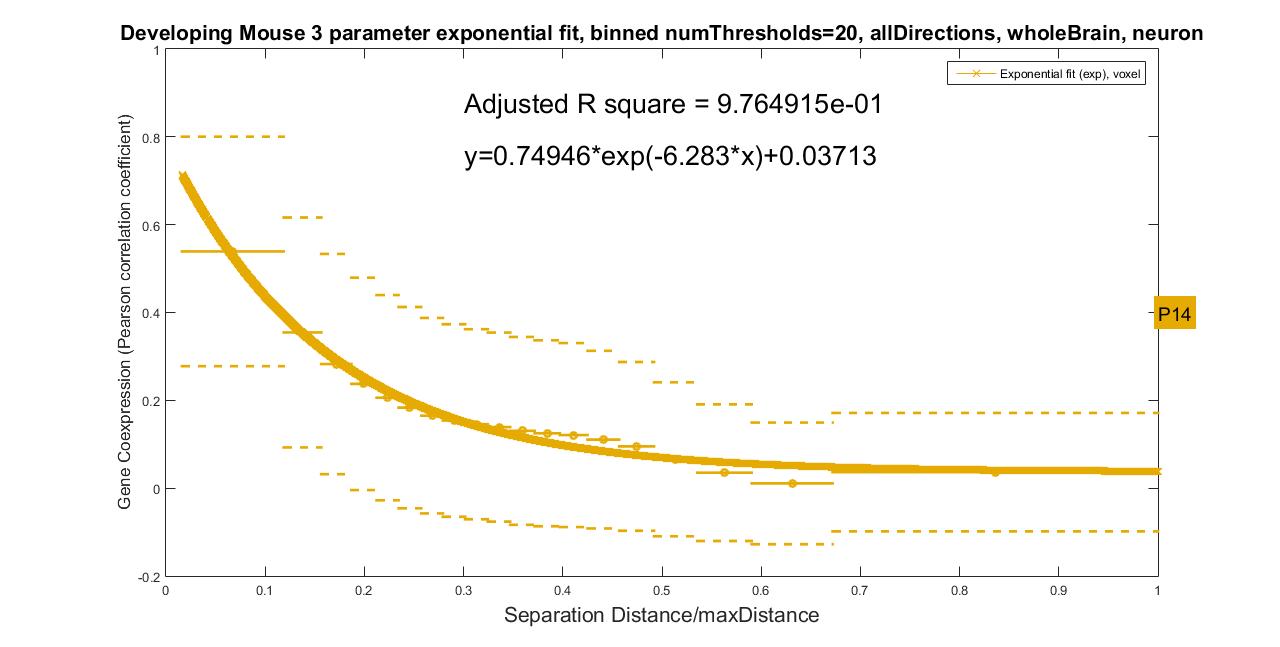 Developing Mouse 3 parameter exponential fit, binned numThresholds=20, allDirections, wholeBrain, neuron
Exponential fit (exp), voxel
Adjusted R square = 9.764915e-01
y=0.74946*exp(-6.283*x)+0.03713
Gene Coexpression (Pearson correlation coefficient)
1
0.8
0.6
0.4
0.2
0
-0.2
P14
0 0.1 0.2 0.3 0.4 0.5 0.6 0.7 0.8 0.9 1
Separation Distance/maxDistance